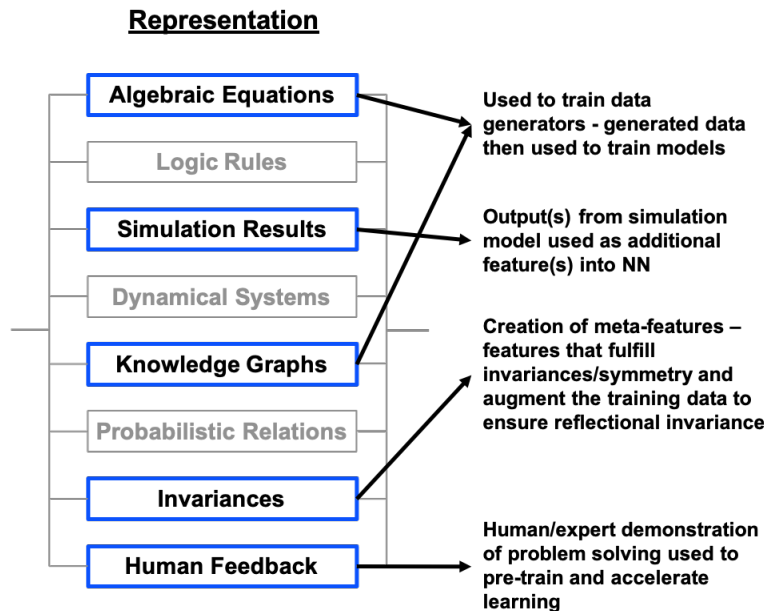 Representation
Algebraic Equations
Logic Rules
Simulation Results
Dynamical Systems
Knowledge Graphs
Probabilistic Relations
Invariances
Human Feedback
Used to train data
generators - generated data
then used to train models
Output(s) from simulation
model used as additional
feature(s) into NN
Creation of meta-features –
features that fulfill
invariances/symmetry and
augment the training data to
ensure reflectional invariance
Human/expert demonstration
of problem solving used to
pre-train and accelerate
learning